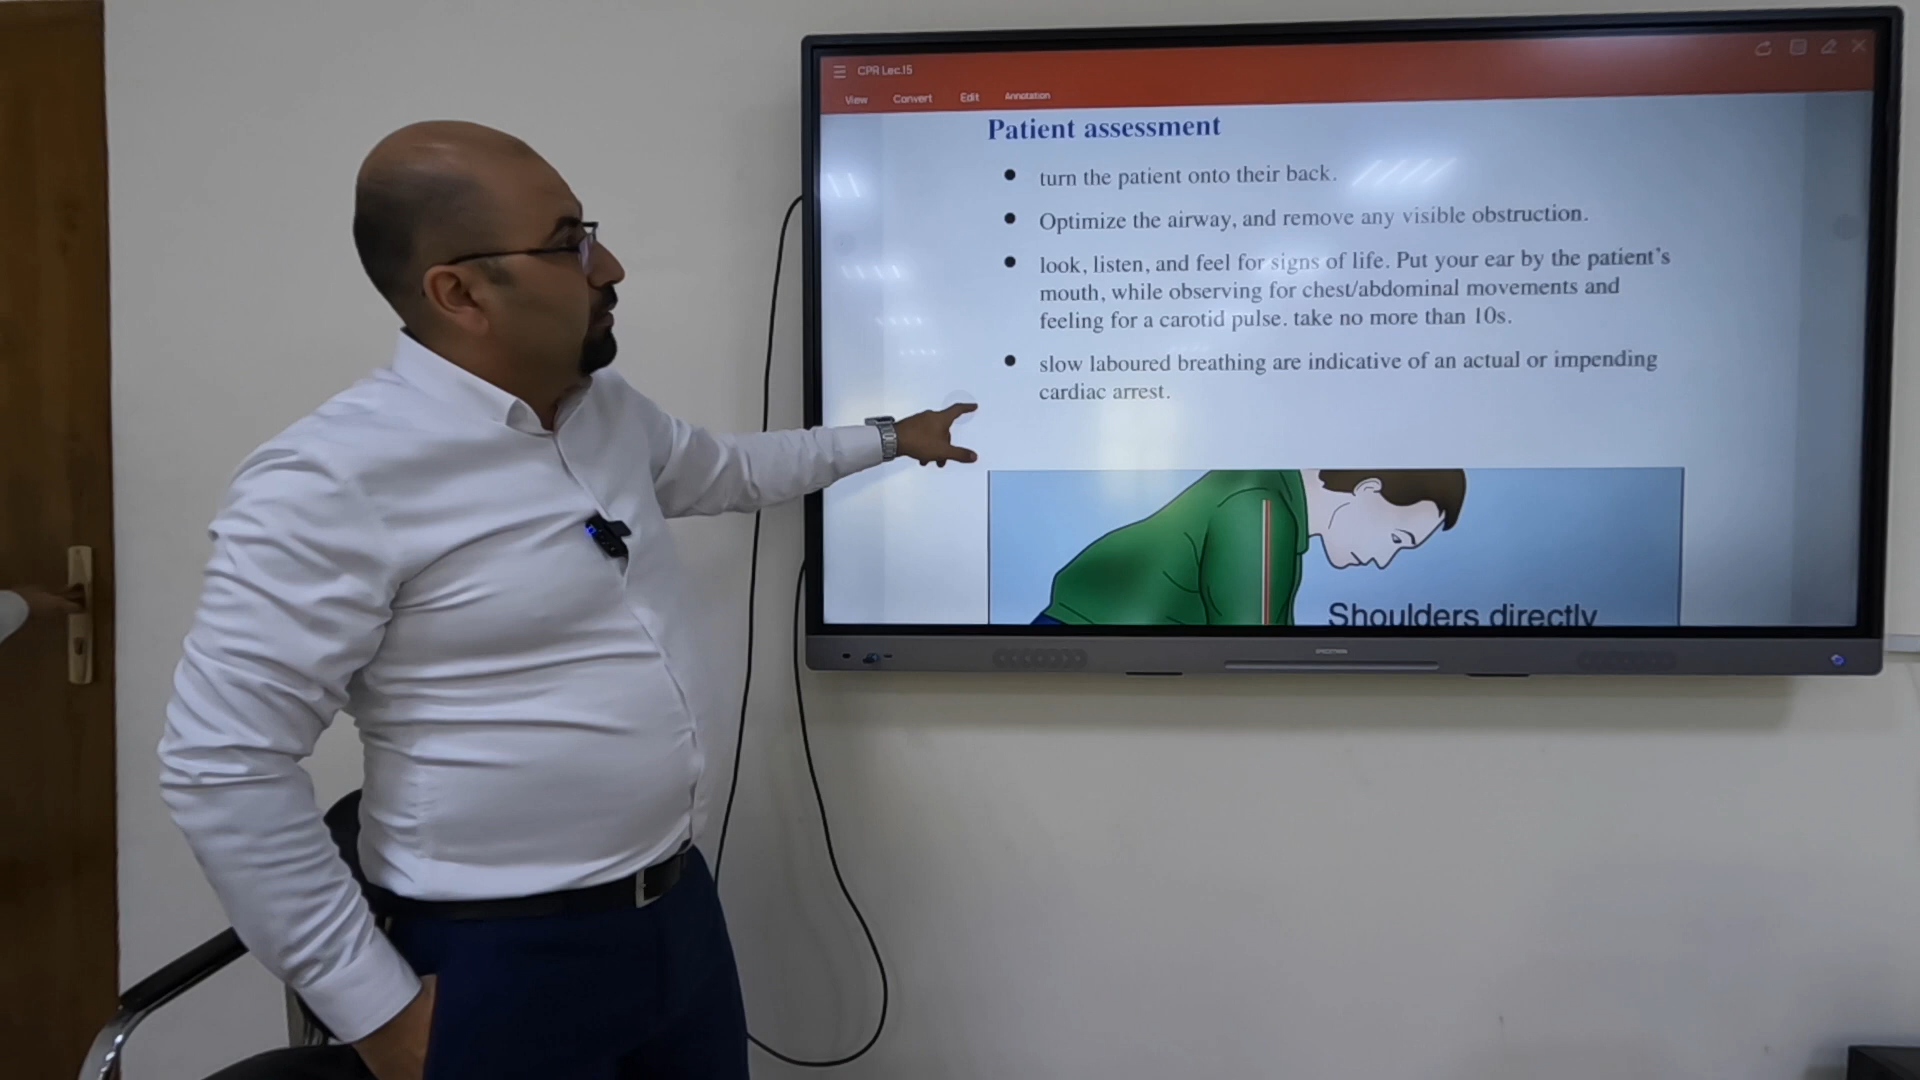 CPR Lec.15
View Convert Edit Annotation
Patient assessment
• turn the patient onto their back.
• Optimize the airway, and remove any visible obstruction.
• look, listen, and feel for signs of life. Put your ear by the patient's
mouth, while observing for chest/abdominal movements and
feeling for a carotid pulse. take no more than 10s.
• slow laboured breathing are indicative of an actual or impending
cardiac arrest.
Shoulders directly